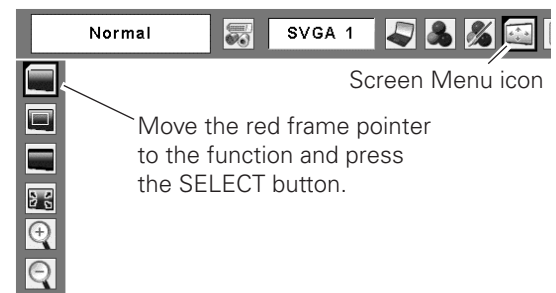 Normal SVGA 1
Screen Menu icon
Move the red frame pointer
to the function and press
the SELECT button.